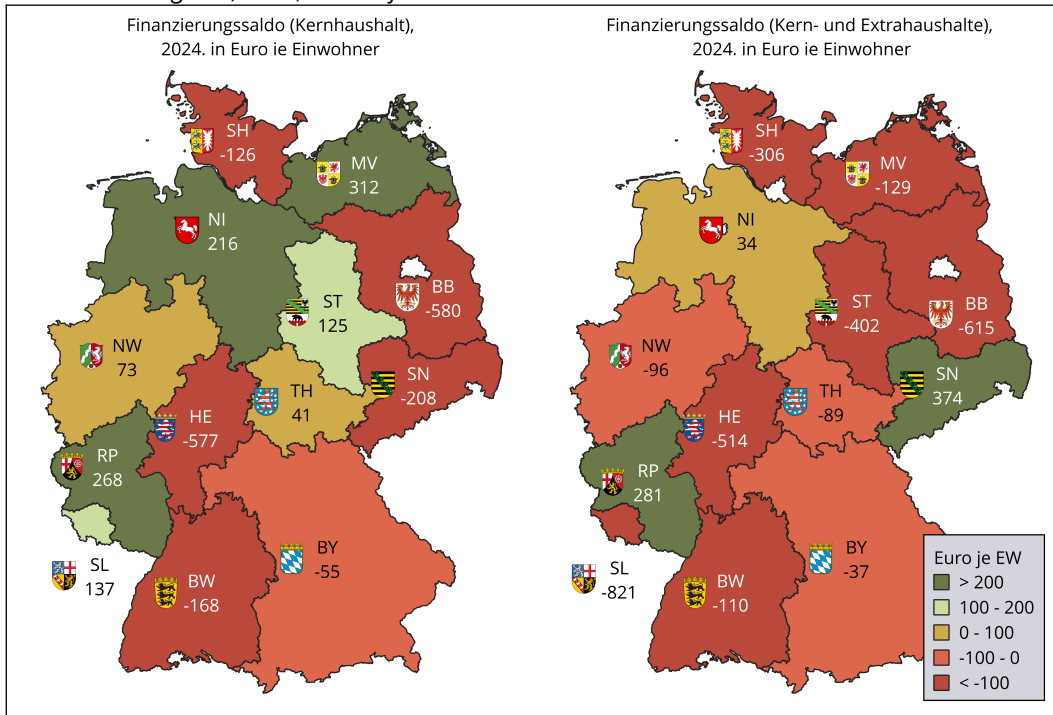 Finanzierungssaldo (Kernhaushalt),
2024. in Euro ie Einwohner
SH
-126
MV
312
NI
216
BB
-580
ST
125
NW
73
SN
-208
TH
41
HE
-577
RP
268
SL
137
BY
-55
BW
-168
Finanzierungssaldo (Kern- und Extrahaushalte),
2024. in Euro ie Einwohner
SH
-306
MV
-129
NI
34
ST
-402
BB
-615
NW
-96
SN
374
TH
-89
HE
-514
RP
281
SL
-821
BY
-37
BW
-110
Euro je EW
> 200
100 - 200
0 - 100
-100 - 0
< -100